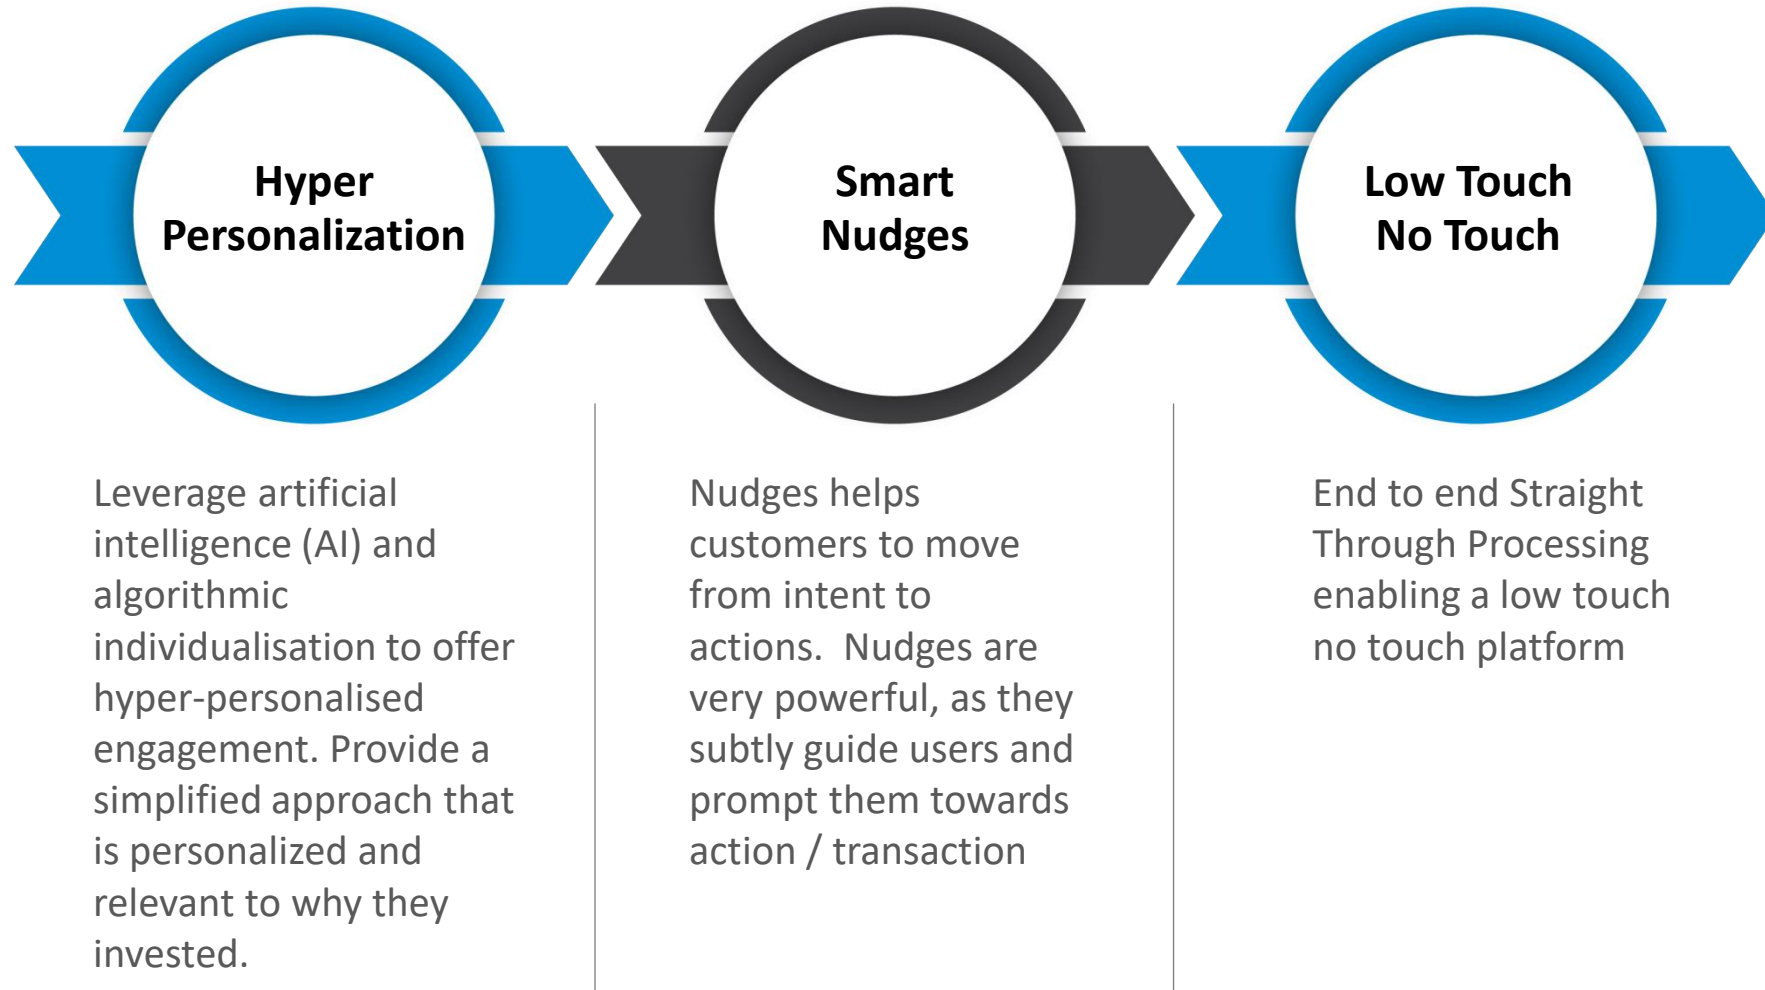 Hyper
Personalization
Smart
Nudges
Low Touch
No Touch
Leverage artificial
intelligence (AI) and
algorithmic
individualisation to offer
hyper-personalised
engagement. Provide a
simplified approach that
is personalized and
relevant to why they
invested.
Nudges helps
customers to move
from intent to
actions.  Nudges are
very powerful, as they
subtly guide users and
prompt them towards
action / transaction
End to end Straight
Through Processing
enabling a low touch
no touch platform